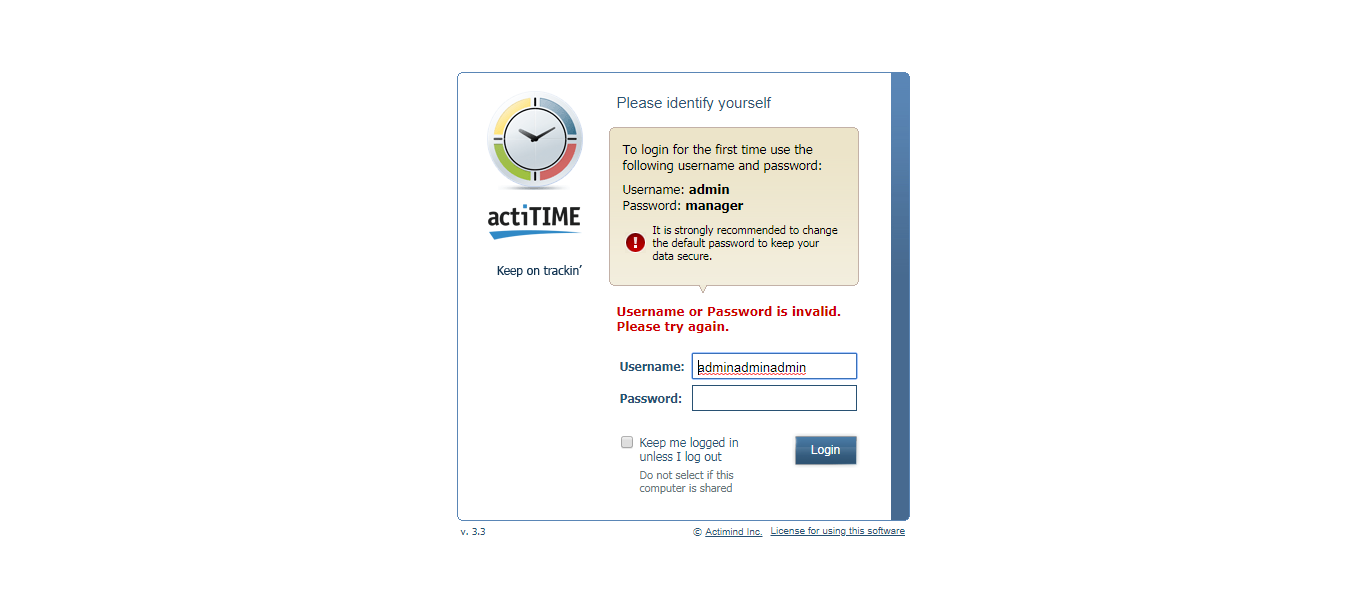 Please identify yourself
To login for the first time use the
following username and password:
Username: admin
Password: manager
It is strongly recommended to change
the default password to keep your
data secure.
actiTIME
Keep on trackin’
Username or Password is invalid.
Please try again.
Username: adminadminadmin
Password:
Keep me logged in
unless I log out
Login
Do not select if this
computer is shared
v. 3.3
© Actimind Inc. License for using this software